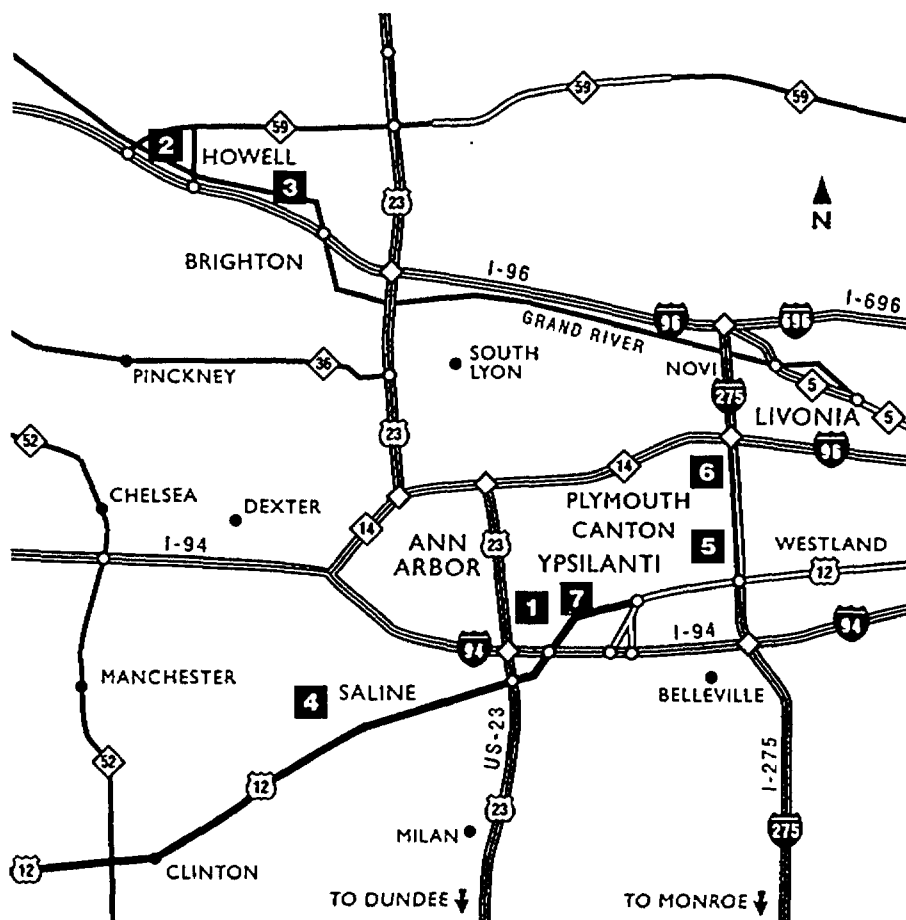 59
59
59
2
HOWELL
3
23
N
BRIGHTON
I-96
I-696
GRAND RIVER
96
696
SOUTH
LYON
PINCKNEY
36
NOVI
5
275
LIVONIA
5
23
52
14
96
6
CHELSEA
DEXTER
PLYMOUTH
CANTON
14
I-94
ANN
ARBOR
23
YPSILANTI
5
WESTLAND
12
1
7
I-94
94
94
MANCHESTER
4
SALINE
BELLEVILLE
US-23
I-275
52
12
23
MILAN
275
12
CLINTON
TO DUNDEE
TO MONROE